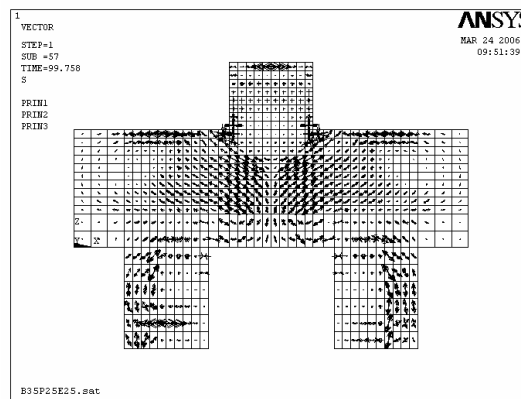 1
ANSYS
VECTOR
STEP=1
SUB =57
TIME=99.758
S
PRIN1
PRIN2
PRIN3
MAR 24 2006
09:51:39
Z
Y X
B35P25E25.sat